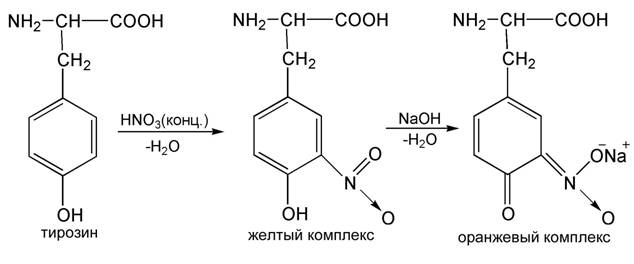 NH2—CH—COOH
CH2
OH
тирозин
HNO3(конц.)
-H2O
NH2—CH—COOH
CH2
N
O
O
OH
желтый комплекс
NaOH
-H2O
NH2—CH—COOH
CH2
O
N
O⁻Na⁺
O
оранжевый комплекс